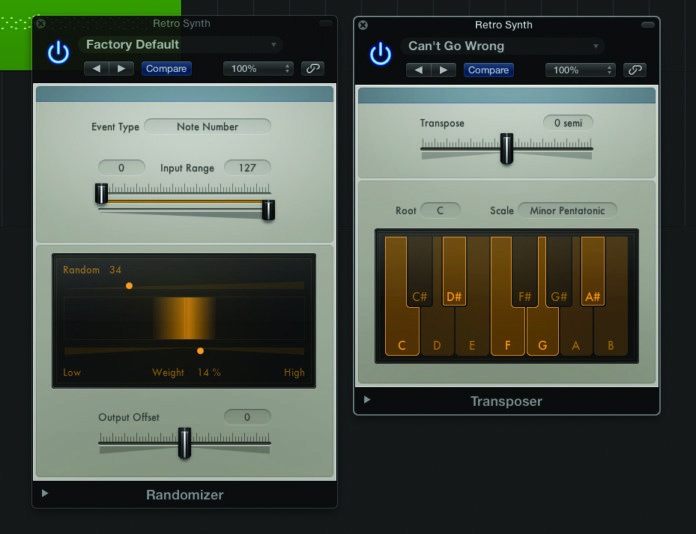 Retro Synth
Factory Default
Compare
100%
Event Type Note Number
0 Input Range 127
Random 34
Low Weight 14 % High
Output Offset 0
Randomizer
Retro Synth
Can't Go Wrong
Compare
100%
Transpose 0 semi
Root C Scale Minor Pentatonic
C# D# F# G# A#
C D E F G A B
Transposer